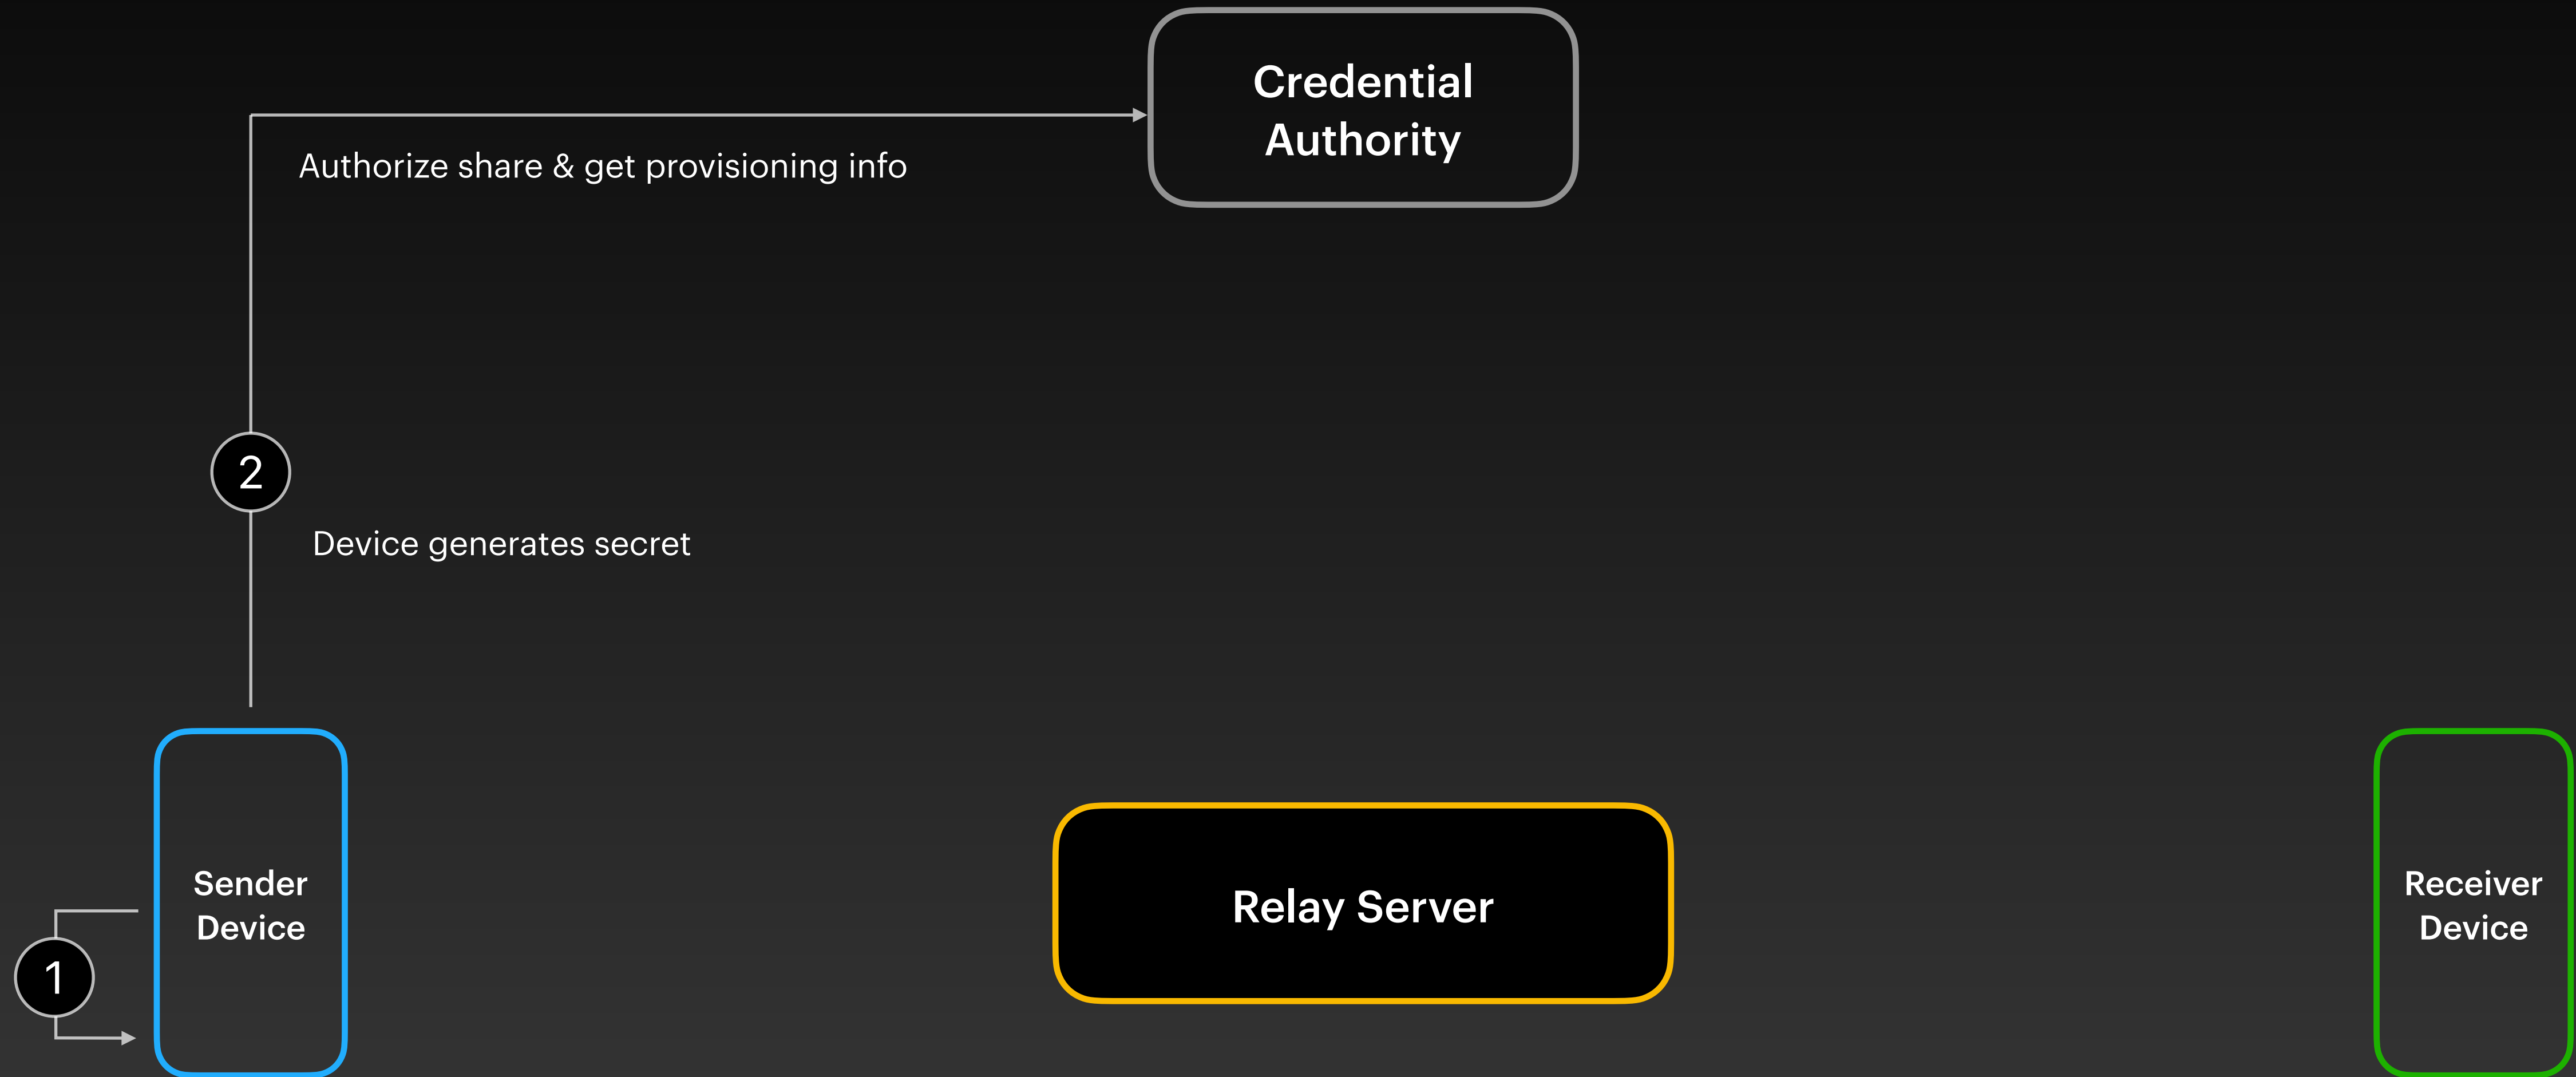 Credential
Authority
Authorize share & get provisioning info
2
Device generates secret
Sender
Device
Relay Server
Receiver
Device
1